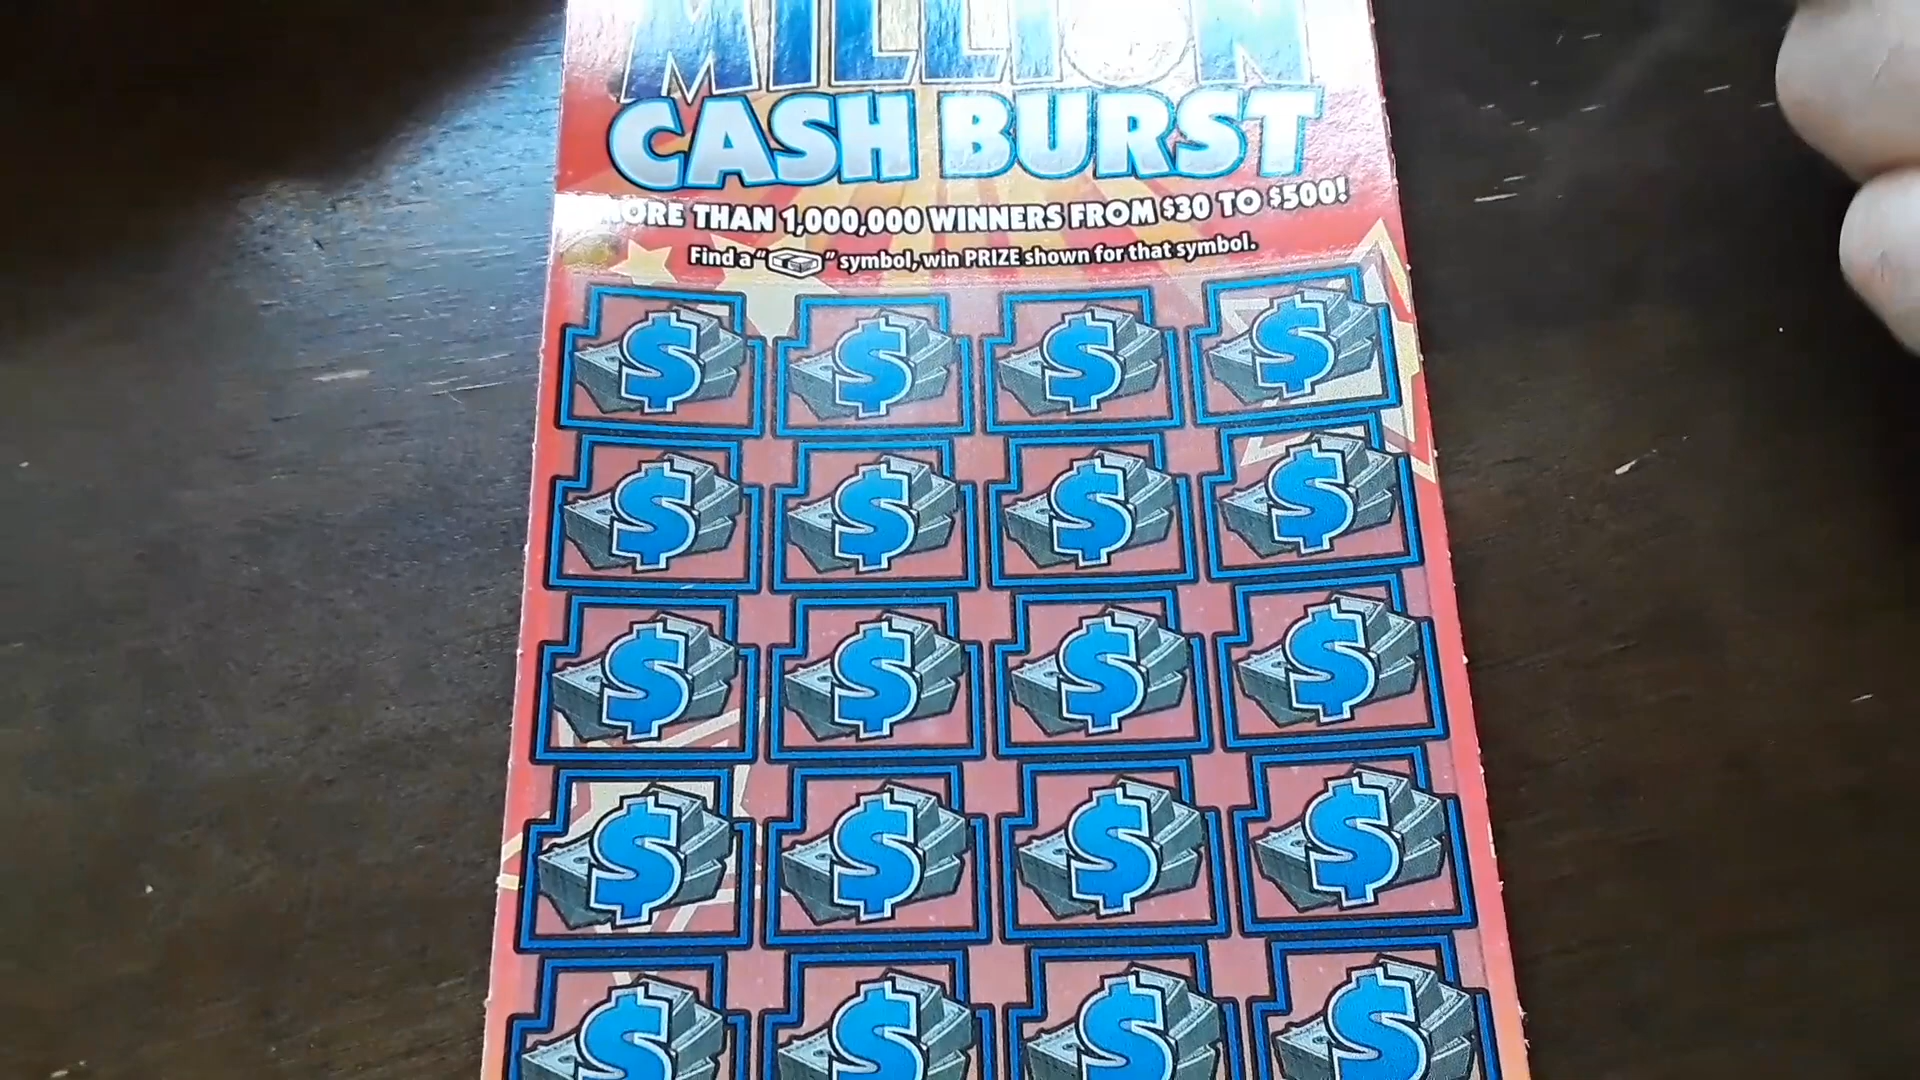 MILLION
CASH BURST
MORE THAN 1,000,000 WINNERS FROM $30 TO $500!
Find a "" symbol, win PRIZE shown for that symbol.
$ $ $ $
$ $ $ $
$ $ $ $
$ $ $ $
$ $ $ $